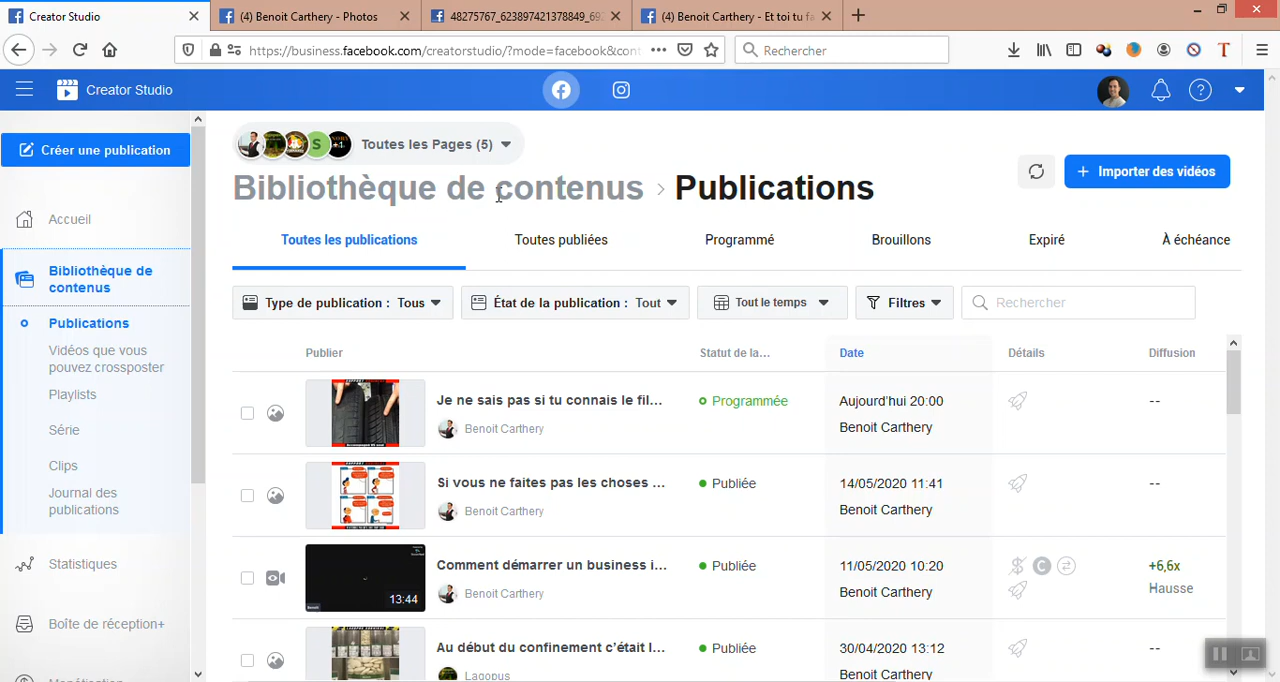 Creator Studio
(4) Benoit Carthery - Photos
48275767_623897421378849_69
(4) Benoit Carthery - Et toi tu fa
https://business.facebook.com/creatorstudio/?mode=facebook&cont
Rechercher
Creator Studio
Créer une publication
Toutes les Pages (5)
Bibliothèque de contenus > Publications
Importer des vidéos
Accueil
Bibliothèque de
contenus
Publications
Vidéos que vous
pouvez crossposter
Playlists
Série
Clips
Journal des
publications
Statistiques
Boîte de réception+
Toutes les publications
Toutes publiées
Programmé
Brouillons
Expiré
À échéance
Type de publication : Tous
État de la publication : Tout
Tout le temps
Filtres
Rechercher
Publier
Statut de la...
Date
Détails
Diffusion
Je ne sais pas si tu connais le fil...
Benoit Carthery
Programmée
Aujourd'hui 20:00
Benoit Carthery
--
Si vous ne faites pas les choses ...
Benoit Carthery
Publiée
14/05/2020 11:41
Benoit Carthery
--
13:44
Comment démarrer un business i...
Benoit Carthery
Publiée
11/05/2020 10:20
Benoit Carthery
+6,6x
Hausse
Au début du confinement c'était l...
Lagopus
Publiée
30/04/2020 13:12
Benoit Carthery
--